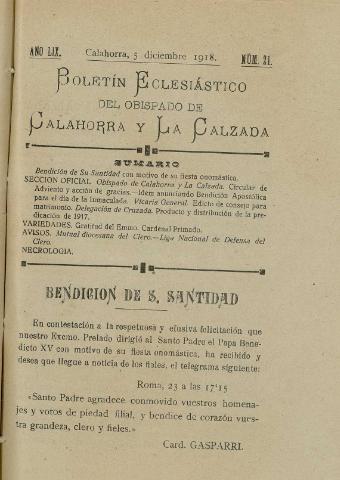 AÑO LIX. Calahorra, 5 diciembre 1918. NÚM. 21.
BOLETÍN ECLESIÁSTICO
DEL OBISPADO DE
CALAHORRA Y LA CALZADA
SUMARIO
Bendición de Su Santidad con motivo de su fiesta onomástica.
SECCION OFICIAL. Obispado de Calahorra y La Calzada. Circular de
Adviento y acción de gracias.—Idem anunciando Bendición Apostólica
para el día de la Inmaculada. Vicaría General. Edicto de consejo para
matrimonio. Delegación de Cruzada. Producto y distribución de la pre-
dicación de 1917.
VARIEDADES. Gratitud del Emmo. Cardenal Primado.
AVISOS. Mutual diocesana del Clero.—Liga Nacional de Defensa del
Clero.
NECROLOGIA.
BENDICION DE S. SANTIDAD
En contestación a la respetuosa y efusiva felicitación que
nuestro Excmo. Prelado dirigió al Santo Padre el Papa Bene-
dicto XV con motivo de su fiesta onomástica, ha recibido y
desea que llegue a noticia de los fieles, el telegrama siguiente:
Roma, 23 a las 17'15
«Santo Padre agradece conmovido vuestros homena-
jes y votos de piedad filial, y bendice de corazón vues-
tra grandeza, clero y fieles.»
Card. GASPARRI.